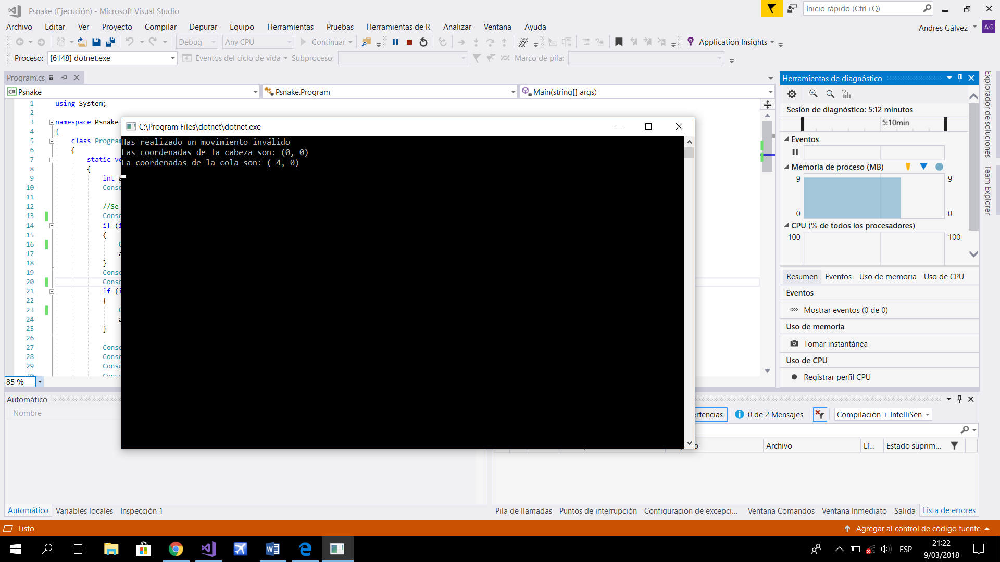 Psnake (Ejecución) - Microsoft Visual Studio
Inicio rápido (Ctrl+Q)
Archivo Editar Ver Proyecto Compilar Depurar Equipo Herramientas Pruebas Herramientas de R Analizar Ventana Ayuda
Andres Gálvez AG
Debug Any CPU Continuar Application Insights
Proceso: [6148] dotnet.exe Eventos del ciclo de vida Subproceso: Marco de pila:
Program.cs
Psnake Psnake.Program Main(string[] args)
1 using System;
2
3 namespace Psnake
4 {
5 class Program
6 {
7 static vo
8 {
9 int a
10 Conso
11
12 //Se
13 Conso
14 if (i
15 {
16 C
17 a
18 }
19 Conso
20 Conso
21 if (i
22 {
23 C
24 a
25 }
26
27 Conso
28 Conso
29 Conso
30 Conso
85 %
C:\Program Files\dotnet\dotnet.exe
Has realizado un movimiento inválido
Las coordenadas de la cabeza son: (0, 0)
La coordenadas de la cola son: (-4, 0)
Herramientas de diagnóstico
Sesión de diagnóstico: 5:12 minutos
5:10min
Eventos
Memoria de proceso (MB)
9 9
0 0
CPU (% de todos los procesadores)
100 100
Resumen Eventos Uso de memoria Uso de CPU
Eventos
Mostrar eventos (0 de 0)
Uso de memoria
Tomar instantánea
Uso de CPU
Registrar perfil CPU
Explorador de soluciones
Team Explorer
Automático
Nombre
Automático Variables locales Inspección 1
rtencias 0 de 2 Mensajes Compilación + IntelliSen
o Archivo Lí... Estado suprim...
Pila de llamadas Puntos de interrupción Configuración de excepci... Ventana Comandos Ventana Inmediato Salida Lista de errores
Listo
Agregar al control de código fuente
ESP
21:22
9/03/2018